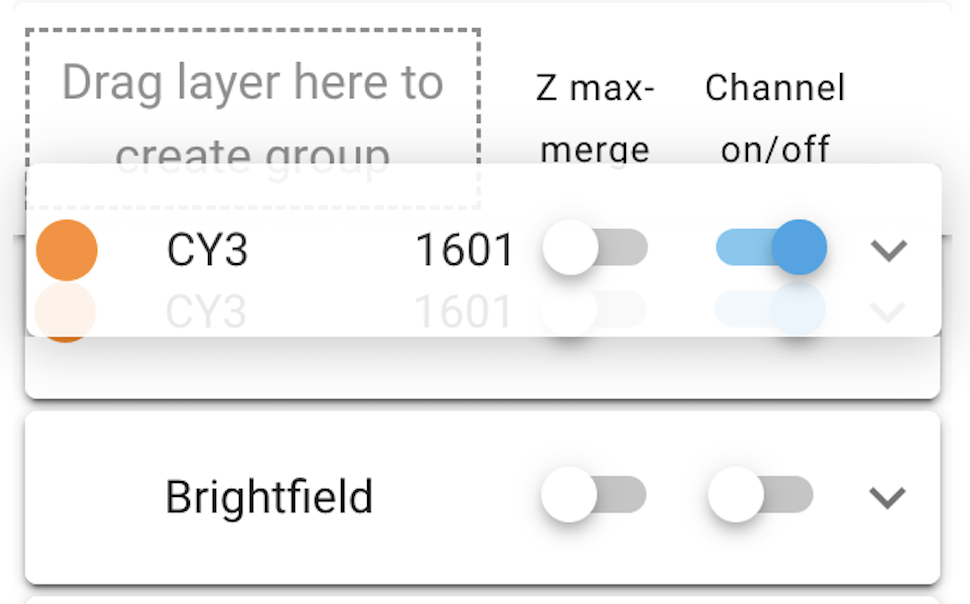 Drag layer here to
create group
Z max-
merge
Channel
on/off
CY3 1601
CY3 1601
Brightfield